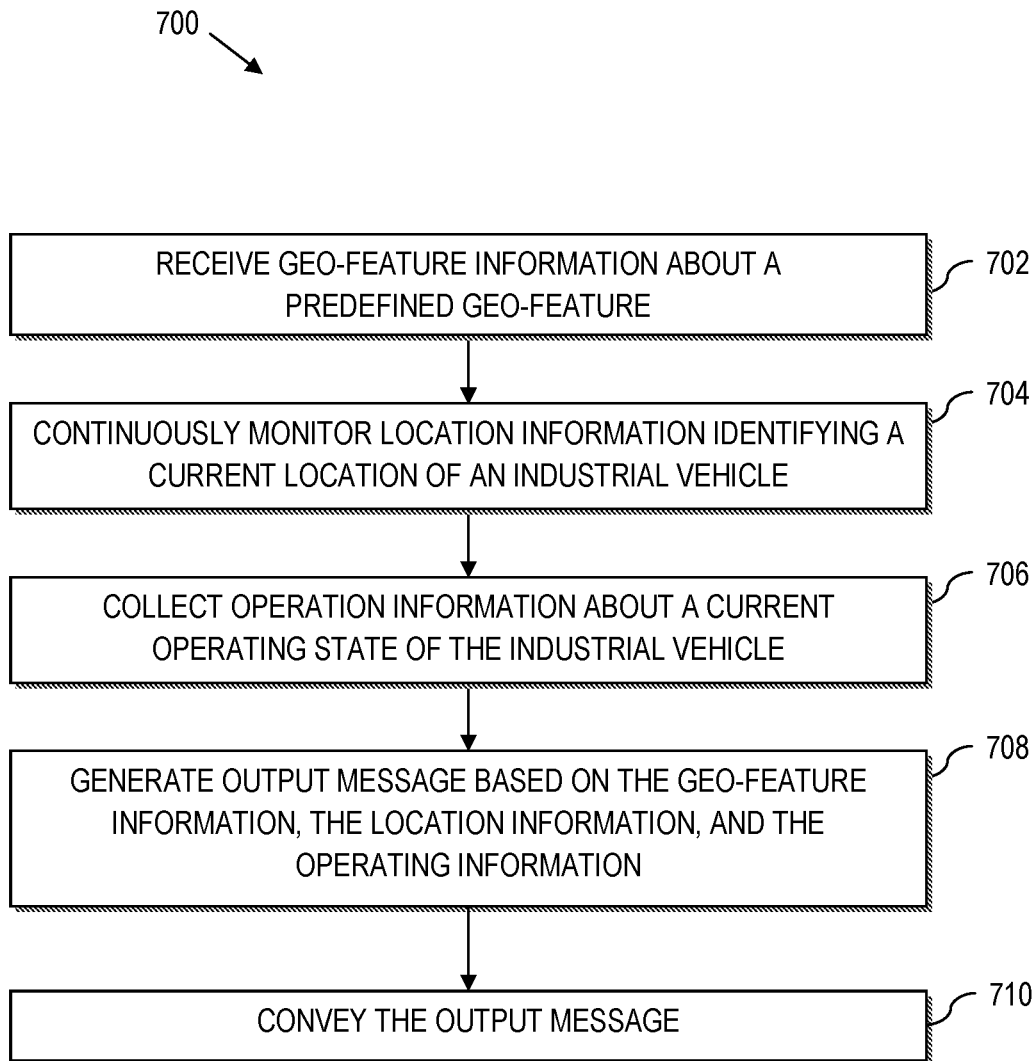 700
RECEIVE GEO-FEATURE INFORMATION ABOUT A
PREDEFINED GEO-FEATURE
702
CONTINUOUSLY MONITOR LOCATION INFORMATION IDENTIFYING A
CURRENT LOCATION OF AN INDUSTRIAL VEHICLE
704
COLLECT OPERATION INFORMATION ABOUT A CURRENT
OPERATING STATE OF THE INDUSTRIAL VEHICLE
706
GENERATE OUTPUT MESSAGE BASED ON THE GEO-FEATURE
INFORMATION, THE LOCATION INFORMATION, AND THE
OPERATING INFORMATION
708
CONVEY THE OUTPUT MESSAGE
710